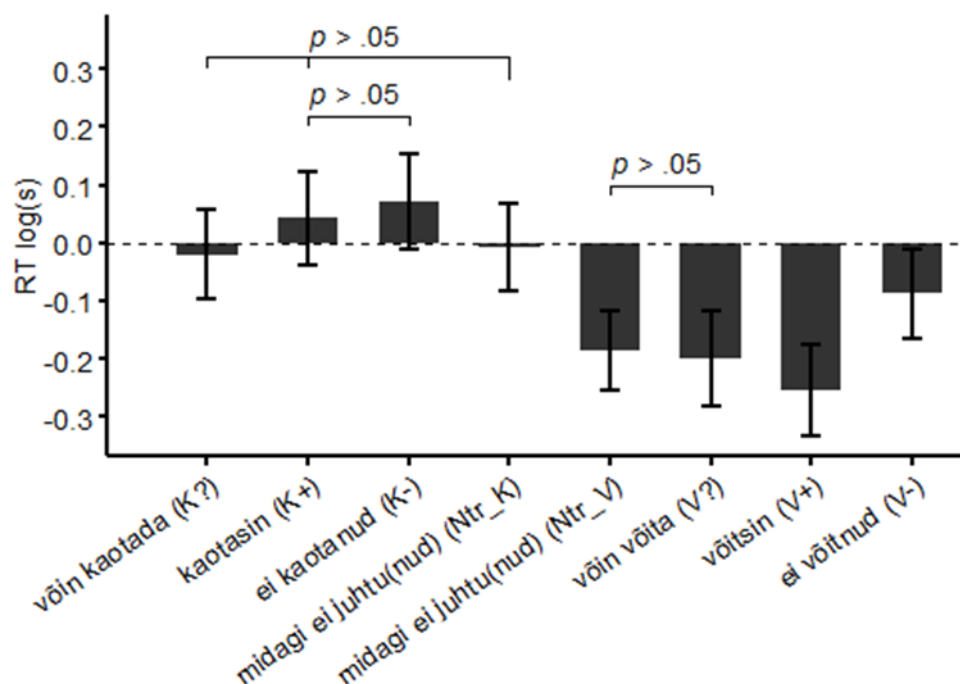 p > .05
p > .05
p > .05
RT log(s)
0.3
0.2
0.1
0.0
-0.1
-0.2
-0.3
võin kaotada (K?)
kaotasin (K+)
ei kaotanud (K-)
midagi ei juhtu(nud) (Ntr_K)
midagi ei juhtu(nud) (Ntr_V)
võin võita (V?)
võitsin (V+)
ei võitnud (V-)